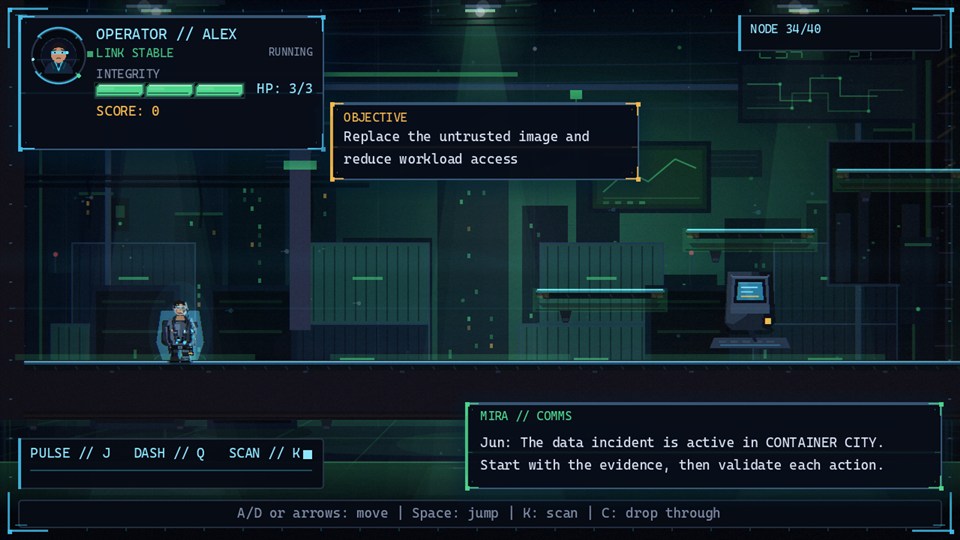 OPERATOR // ALEX
LINK STABLE
RUNNING
INTEGRITY
HP: 3/3
SCORE: 0
NODE 34/40
OBJECTIVE
Replace the untrusted image and
reduce workload access
MIRA // COMMS
Jun: The data incident is active in CONTAINER CITY.
Start with the evidence, then validate each action.
PULSE // J DASH // Q SCAN // K
A/D or arrows: move | Space: jump | K: scan | C: drop through